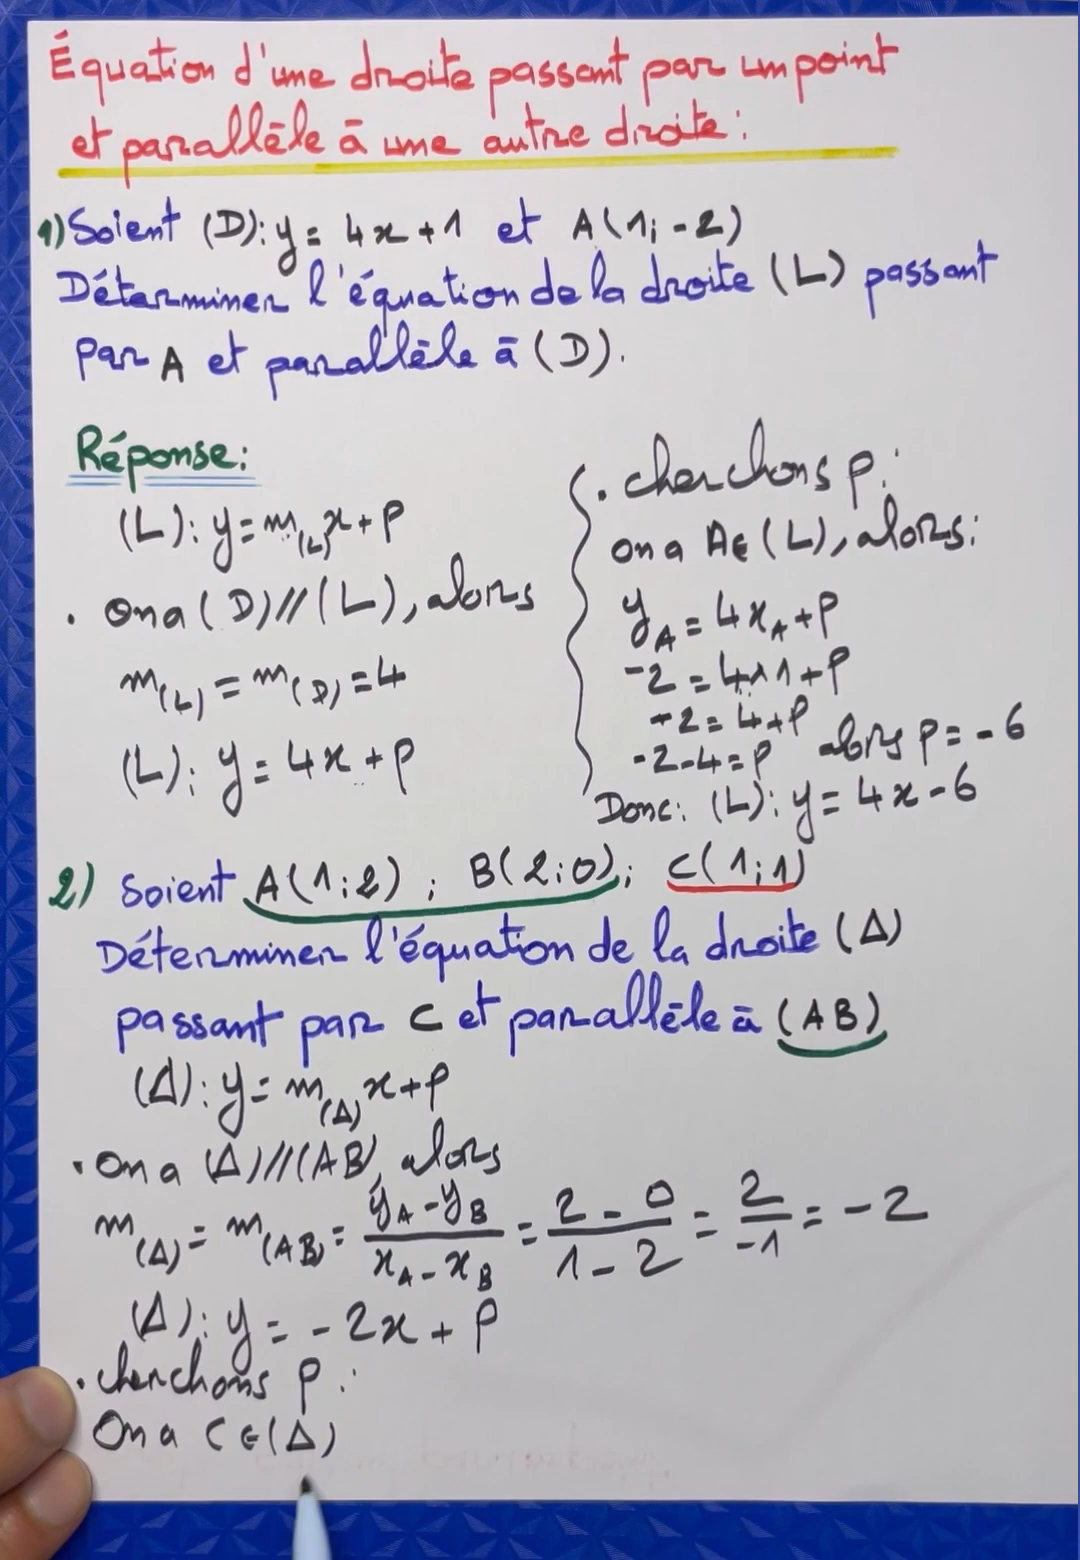 Équation d'une droite passant par un point
et parallèle à une autre droite:
1) Soient (D): y = 4x + 1 et A(1; -2)
Déterminer l'équation de la droite (L) passant
par A et parallèle à (D).
Réponse:
(L): y = m(L) x + p
• On a (D) // (L), alors
m(L) = m(D) = 4
(L): y = 4x + p
• cherchons p:
on a A ∈ (L), alors:
yA = 4xA + p
-2 = 4×1 + p
-2 = 4 + p
-2 - 4 = p alors p = -6
Donc: (L): y = 4x - 6
2) Soient A(1; 2) ; B(2; 0) ; C(1; 1)
Déterminer l'équation de la droite (Δ)
passant par C et parallèle à (AB)
(Δ): y = m(Δ) x + p
• On a (Δ) // (AB), alors
m(Δ) = m(AB) = (yA - yB)/(xA - xB) = (2 - 0)/(1 - 2) = 2/-1 = -2
(Δ): y = -2x + p
• cherchons p:
On a C ∈ (Δ)